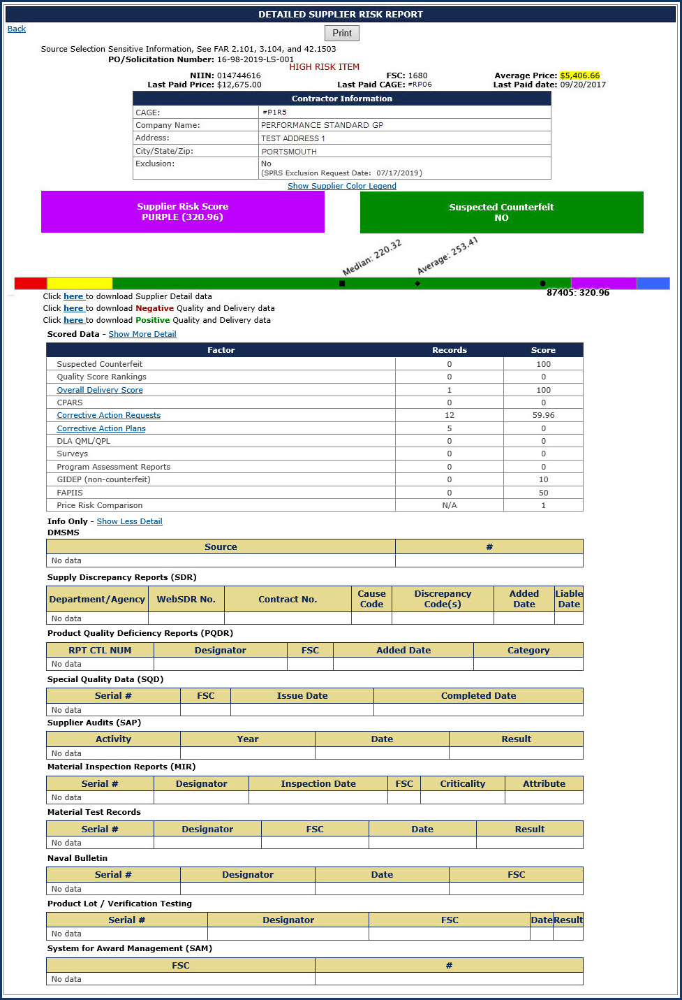 DETAILED SUPPLIER RISK REPORT
Back
Print
Source Selection Sensitive Information, See FAR 2.101, 3.104, and 42.1503
PO/Solicitation Number: 16-98-2019-LS-001
HIGH RISK ITEM
NIIN: 014744616 FSC: 1680 Average Price: $5,406.66
Last Paid Price: $12,675.00 Last Paid CAGE: #RP06 Last Paid date: 09/20/2017
Contractor Information
CAGE: #P1R5
Company Name: PERFORMANCE STANDARD GP
Address: TEST ADDRESS 1
City/State/Zip: PORTSMOUTH
Exclusion: No
(SPRS Exclusion Request Date: 07/17/2019)
Show Supplier Color Legend
Supplier Risk Score
PURPLE (320.96)
Suspected Counterfeit
NO
Median: 220.32
Average: 253.41
87405: 320.96
Click here to download Supplier Detail data
Click here to download Negative Quality and Delivery data
Click here to download Positive Quality and Delivery data
Scored Data - Show More Detail
Factor Records Score
Suspected Counterfeit 0 100
Quality Score Rankings 0 0
Overall Delivery Score 1 100
CPARS 0 0
Corrective Action Requests 12 59.96
Corrective Action Plans 5 0
DLA QML/QPL 0 0
Surveys 0 0
Program Assessment Reports 0 0
GIDEP (non-counterfeit) 0 10
FAPIIS 0 50
Price Risk Comparison N/A 1
Info Only - Show Less Detail
DMSMS
Source #
No data
Supply Discrepancy Reports (SDR)
Department/Agency WebSDR No. Contract No. Cause Code Discrepancy Code(s) Added Date Liable Date
No data
Product Quality Deficiency Reports (PQDR)
RPT CTL NUM Designator FSC Added Date Category
No data
Special Quality Data (SQD)
Serial # FSC Issue Date Completed Date
No data
Supplier Audits (SAP)
Activity Year Date Result
No data
Material Inspection Reports (MIR)
Serial # Designator Inspection Date FSC Criticality Attribute
No data
Material Test Records
Serial # Designator FSC Date Result
No data
Naval Bulletin
Serial # Designator Date FSC
No data
Product Lot / Verification Testing
Serial # Designator FSC Date Result
No data
System for Award Management (SAM)
FSC #
No data